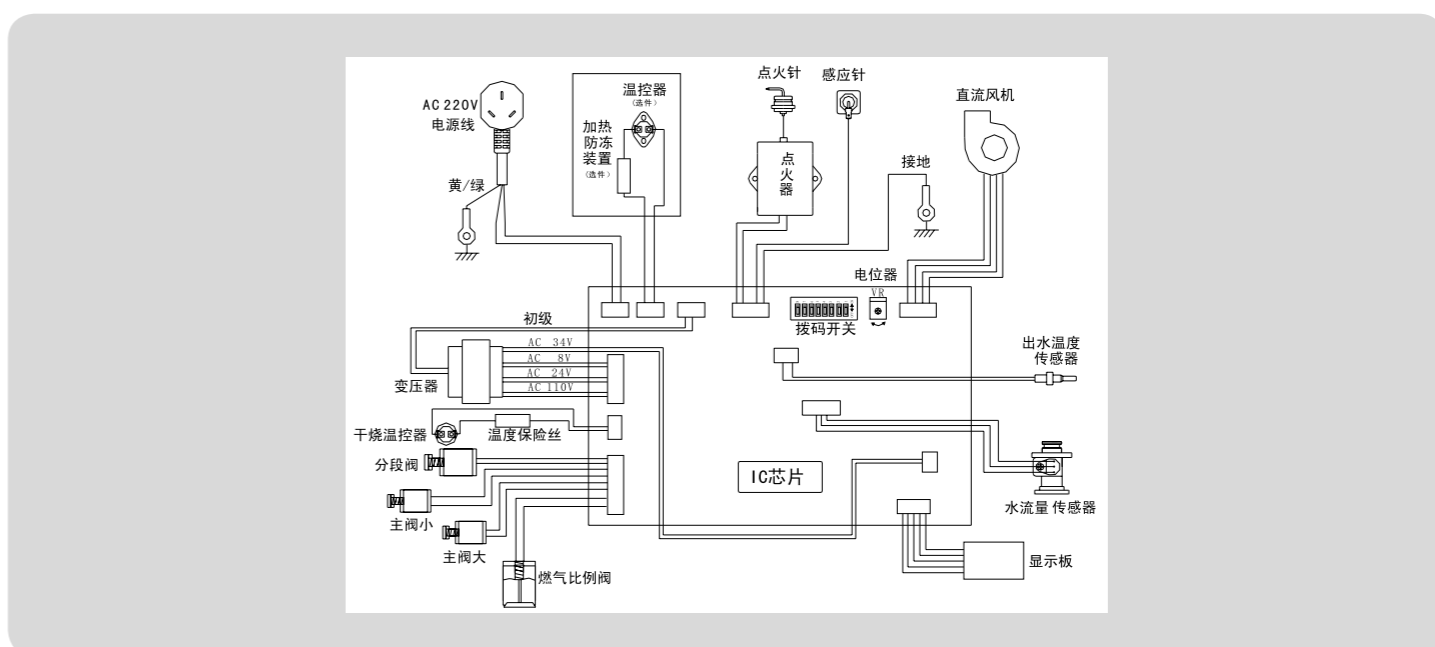 AC 220V
电源线
黄/绿
温控器
(选件)
加热
防冻
装置
(选件)
点火针
感应针
点
火
器
接地
直流风机
电位器
VR
拨码开关
初级
AC 34V
AC 8V
AC 24V
AC 110V
变压器
出水温度
传感器
干烧温控器
温度保险丝
分段阀
主阀小
主阀大
燃气比例阀
IC芯片
水流量 传感器
显示板